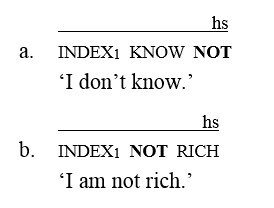 hs
a. INDEX1 KNOW NOT
‘I don’t know.’
hs
b. INDEX1 NOT RICH
‘I am not rich.’